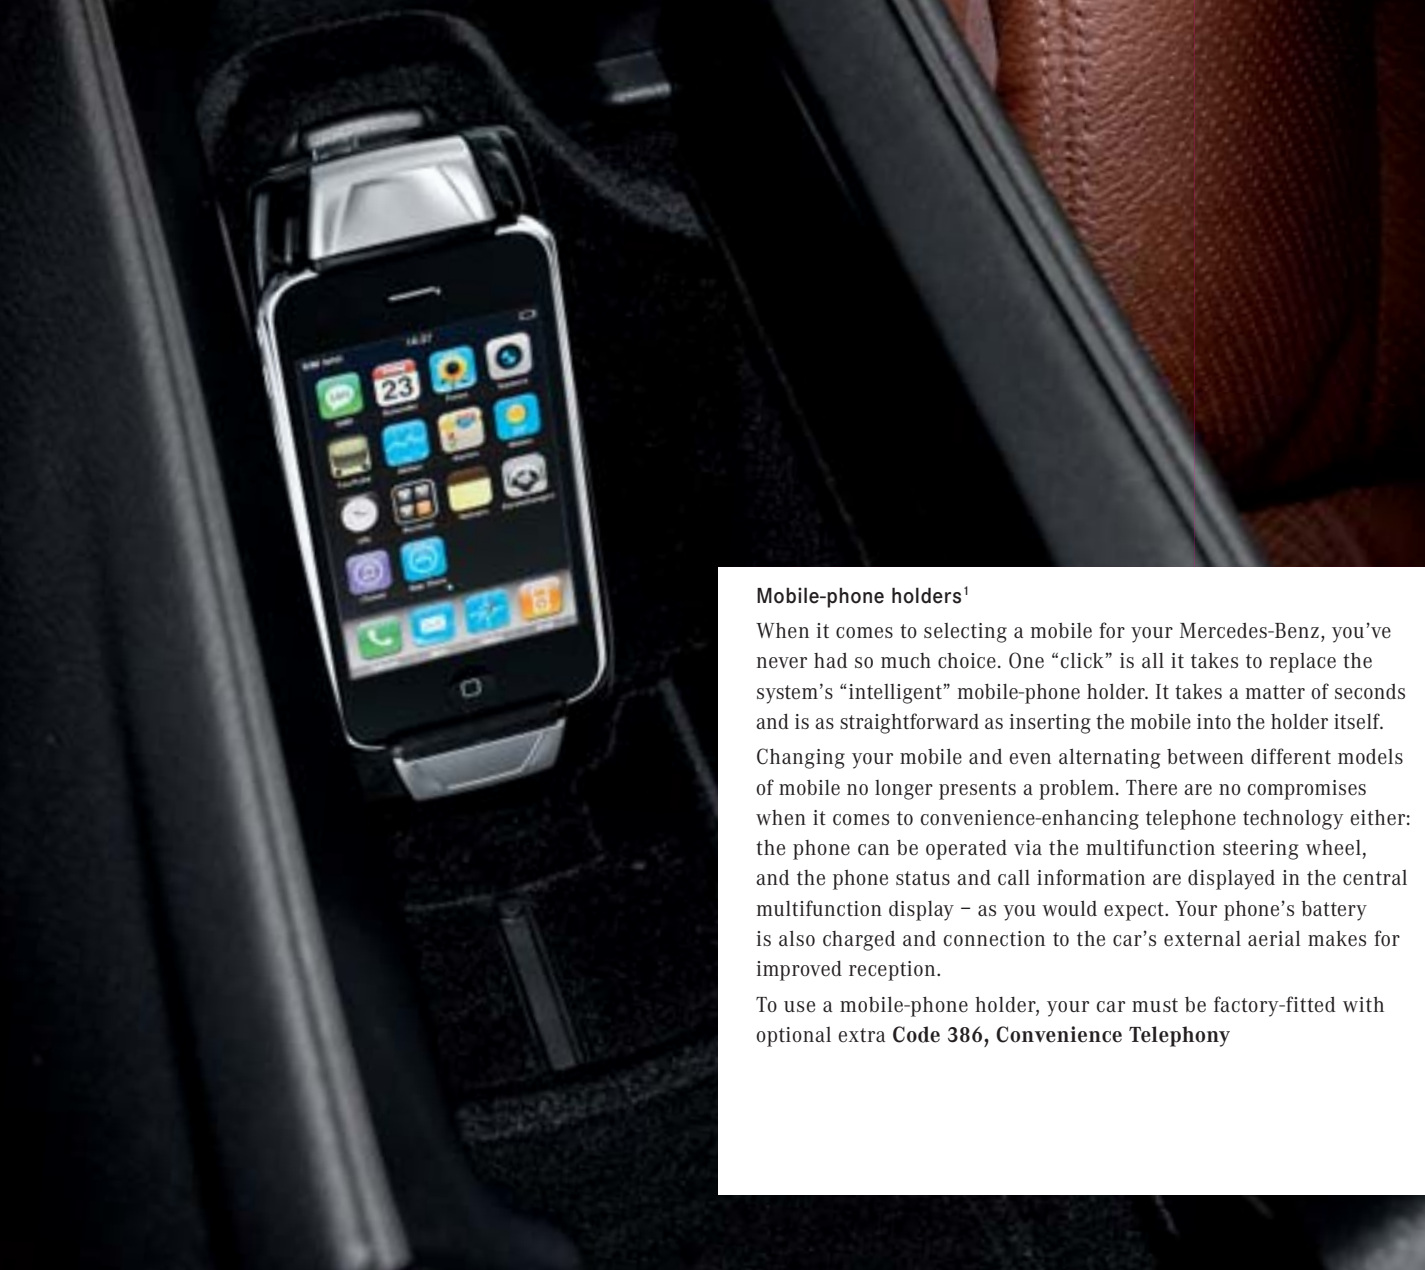 23
Mobile-phone holders¹
When it comes to selecting a mobile for your Mercedes-Benz, you’ve
never had so much choice. One “click” is all it takes to replace the
system’s “intelligent” mobile-phone holder. It takes a matter of seconds
and is as straightforward as inserting the mobile into the holder itself.
Changing your mobile and even alternating between different models
of mobile no longer presents a problem. There are no compromises
when it comes to convenience-enhancing telephone technology either:
the phone can be operated via the multifunction steering wheel,
and the phone status and call information are displayed in the central
multifunction display – as you would expect. Your phone’s battery
is also charged and connection to the car’s external aerial makes for
improved reception.
To use a mobile-phone holder, your car must be factory-fitted with
optional extra Code 386, Convenience Telephony